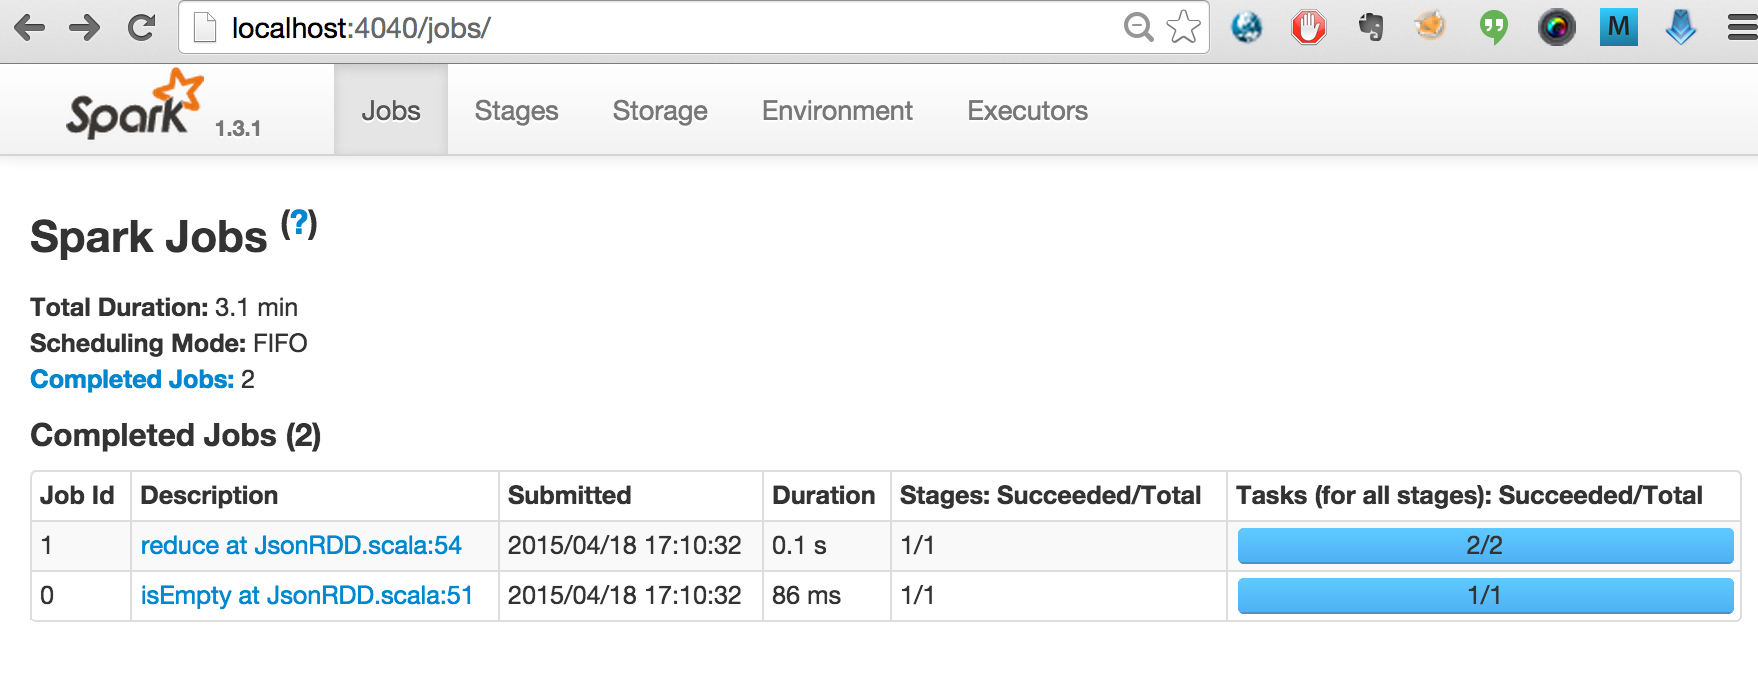 localhost:4040/jobs/
M
Spark 1.3.1 Jobs Stages Storage Environment Executors
Spark Jobs (?)
Total Duration: 3.1 min
Scheduling Mode: FIFO
Completed Jobs: 2
Completed Jobs (2)
Job Id Description Submitted Duration Stages: Succeeded/Total Tasks (for all stages): Succeeded/Total
1 reduce at JsonRDD.scala:54 2015/04/18 17:10:32 0.1 s 1/1 2/2
0 isEmpty at JsonRDD.scala:51 2015/04/18 17:10:32 86 ms 1/1 1/1